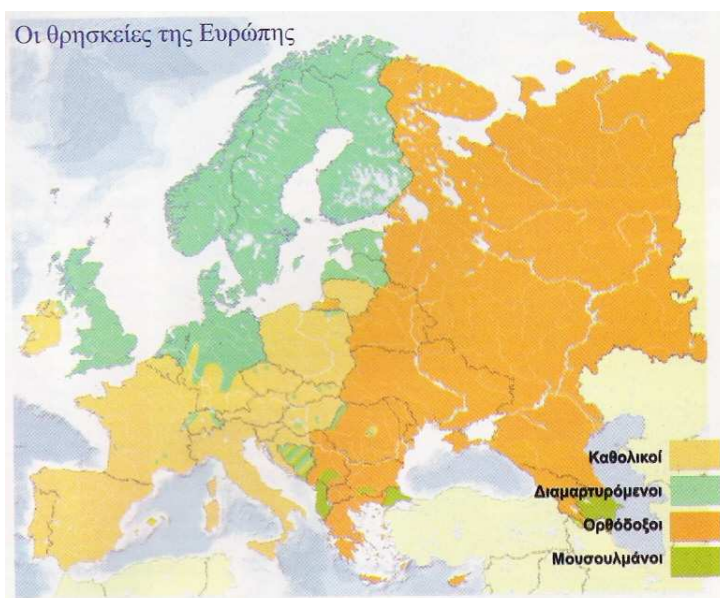 Οι θρησκείες της Ευρώπης
Καθολικοί
Διαμαρτυρόμενοι
Ορθόδοξοι
Μουσουλμάνοι